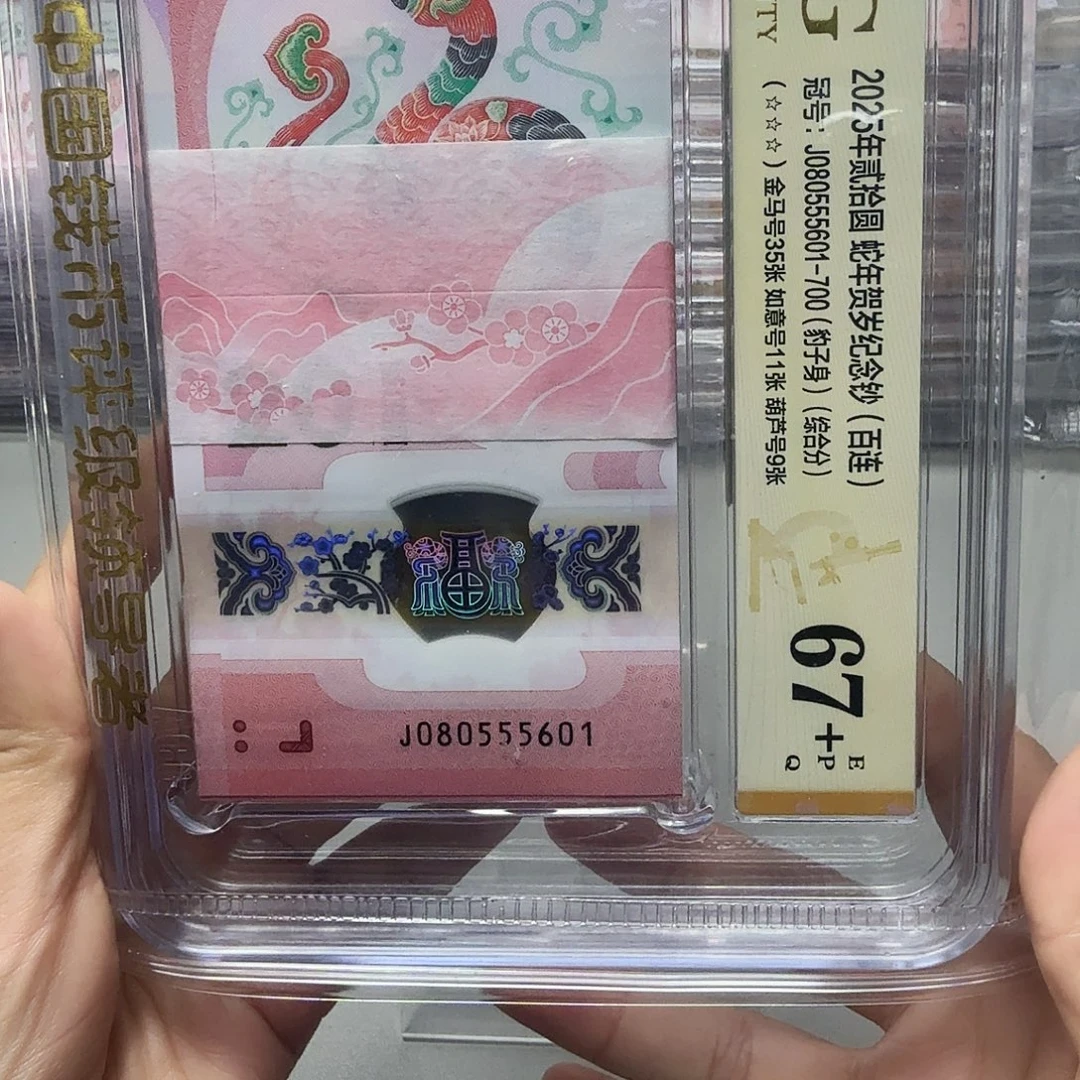 中国钱币评级领导者
G
TY
2025年贰拾圆 蛇年贺岁纪念钞（百连）
冠号：J080555601-700（豹子身）（综合分）
（☆☆☆）金马号35张 如意号11张 葫芦号9张
67+
E
P
Q
J080555601